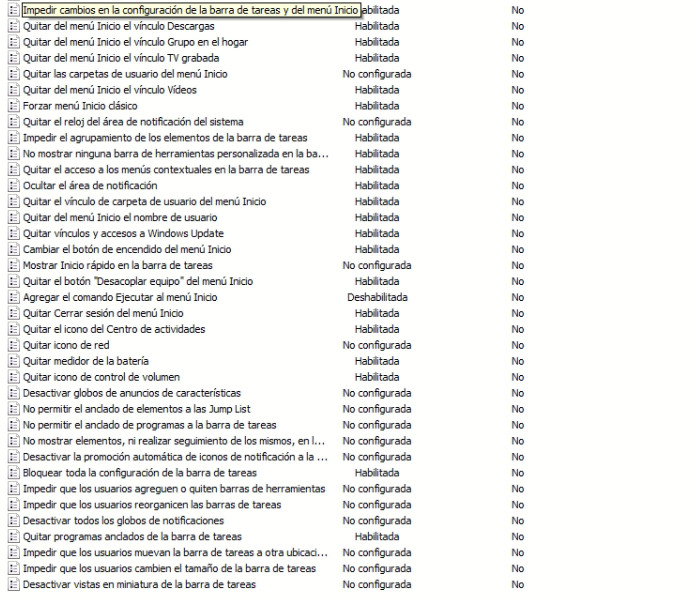 Impedir cambios en la configuración de la barra de tareas y del menú Inicio abilitada No
Quitar del menú Inicio el vínculo Descargas Habilitada No
Quitar del menú Inicio el vínculo Grupo en el hogar Habilitada No
Quitar del menú Inicio el vínculo TV grabada Habilitada No
Quitar las carpetas de usuario del menú Inicio No configurada No
Quitar del menú Inicio el vínculo Vídeos Habilitada No
Forzar menú Inicio clásico Habilitada No
Quitar el reloj del área de notificación del sistema No configurada No
Impedir el agrupamiento de los elementos de la barra de tareas Habilitada No
No mostrar ninguna barra de herramientas personalizada en la ba... Habilitada No
Quitar el acceso a los menús contextuales en la barra de tareas Habilitada No
Ocultar el área de notificación Habilitada No
Quitar el vínculo de carpeta de usuario del menú Inicio Habilitada No
Quitar del menú Inicio el nombre de usuario Habilitada No
Quitar vínculos y accesos a Windows Update Habilitada No
Cambiar el botón de encendido del menú Inicio Habilitada No
Mostrar Inicio rápido en la barra de tareas No configurada No
Quitar el botón "Desacoplar equipo" del menú Inicio Habilitada No
Agregar el comando Ejecutar al menú Inicio Deshabilitada No
Quitar Cerrar sesión del menú Inicio Habilitada No
Quitar el icono del Centro de actividades Habilitada No
Quitar icono de red No configurada No
Quitar medidor de la batería Habilitada No
Quitar icono de control de volumen Habilitada No
Desactivar globos de anuncios de características No configurada No
No permitir el anclado de elementos a las Jump List No configurada No
No permitir el anclado de programas a la barra de tareas No configurada No
No mostrar elementos, ni realizar seguimiento de los mismos, en l... No configurada No
Desactivar la promoción automática de iconos de notificación a la ... No configurada No
Bloquear toda la configuración de la barra de tareas Habilitada No
Impedir que los usuarios agreguen o quiten barras de herramientas No configurada No
Impedir que los usuarios reorganicen las barras de tareas No configurada No
Desactivar todos los globos de notificaciones No configurada No
Quitar programas anclados de la barra de tareas Habilitada No
Impedir que los usuarios muevan la barra de tareas a otra ubicaci... No configurada No
Impedir que los usuarios cambien el tamaño de la barra de tareas No configurada No
Desactivar vistas en miniatura de la barra de tareas No configurada No